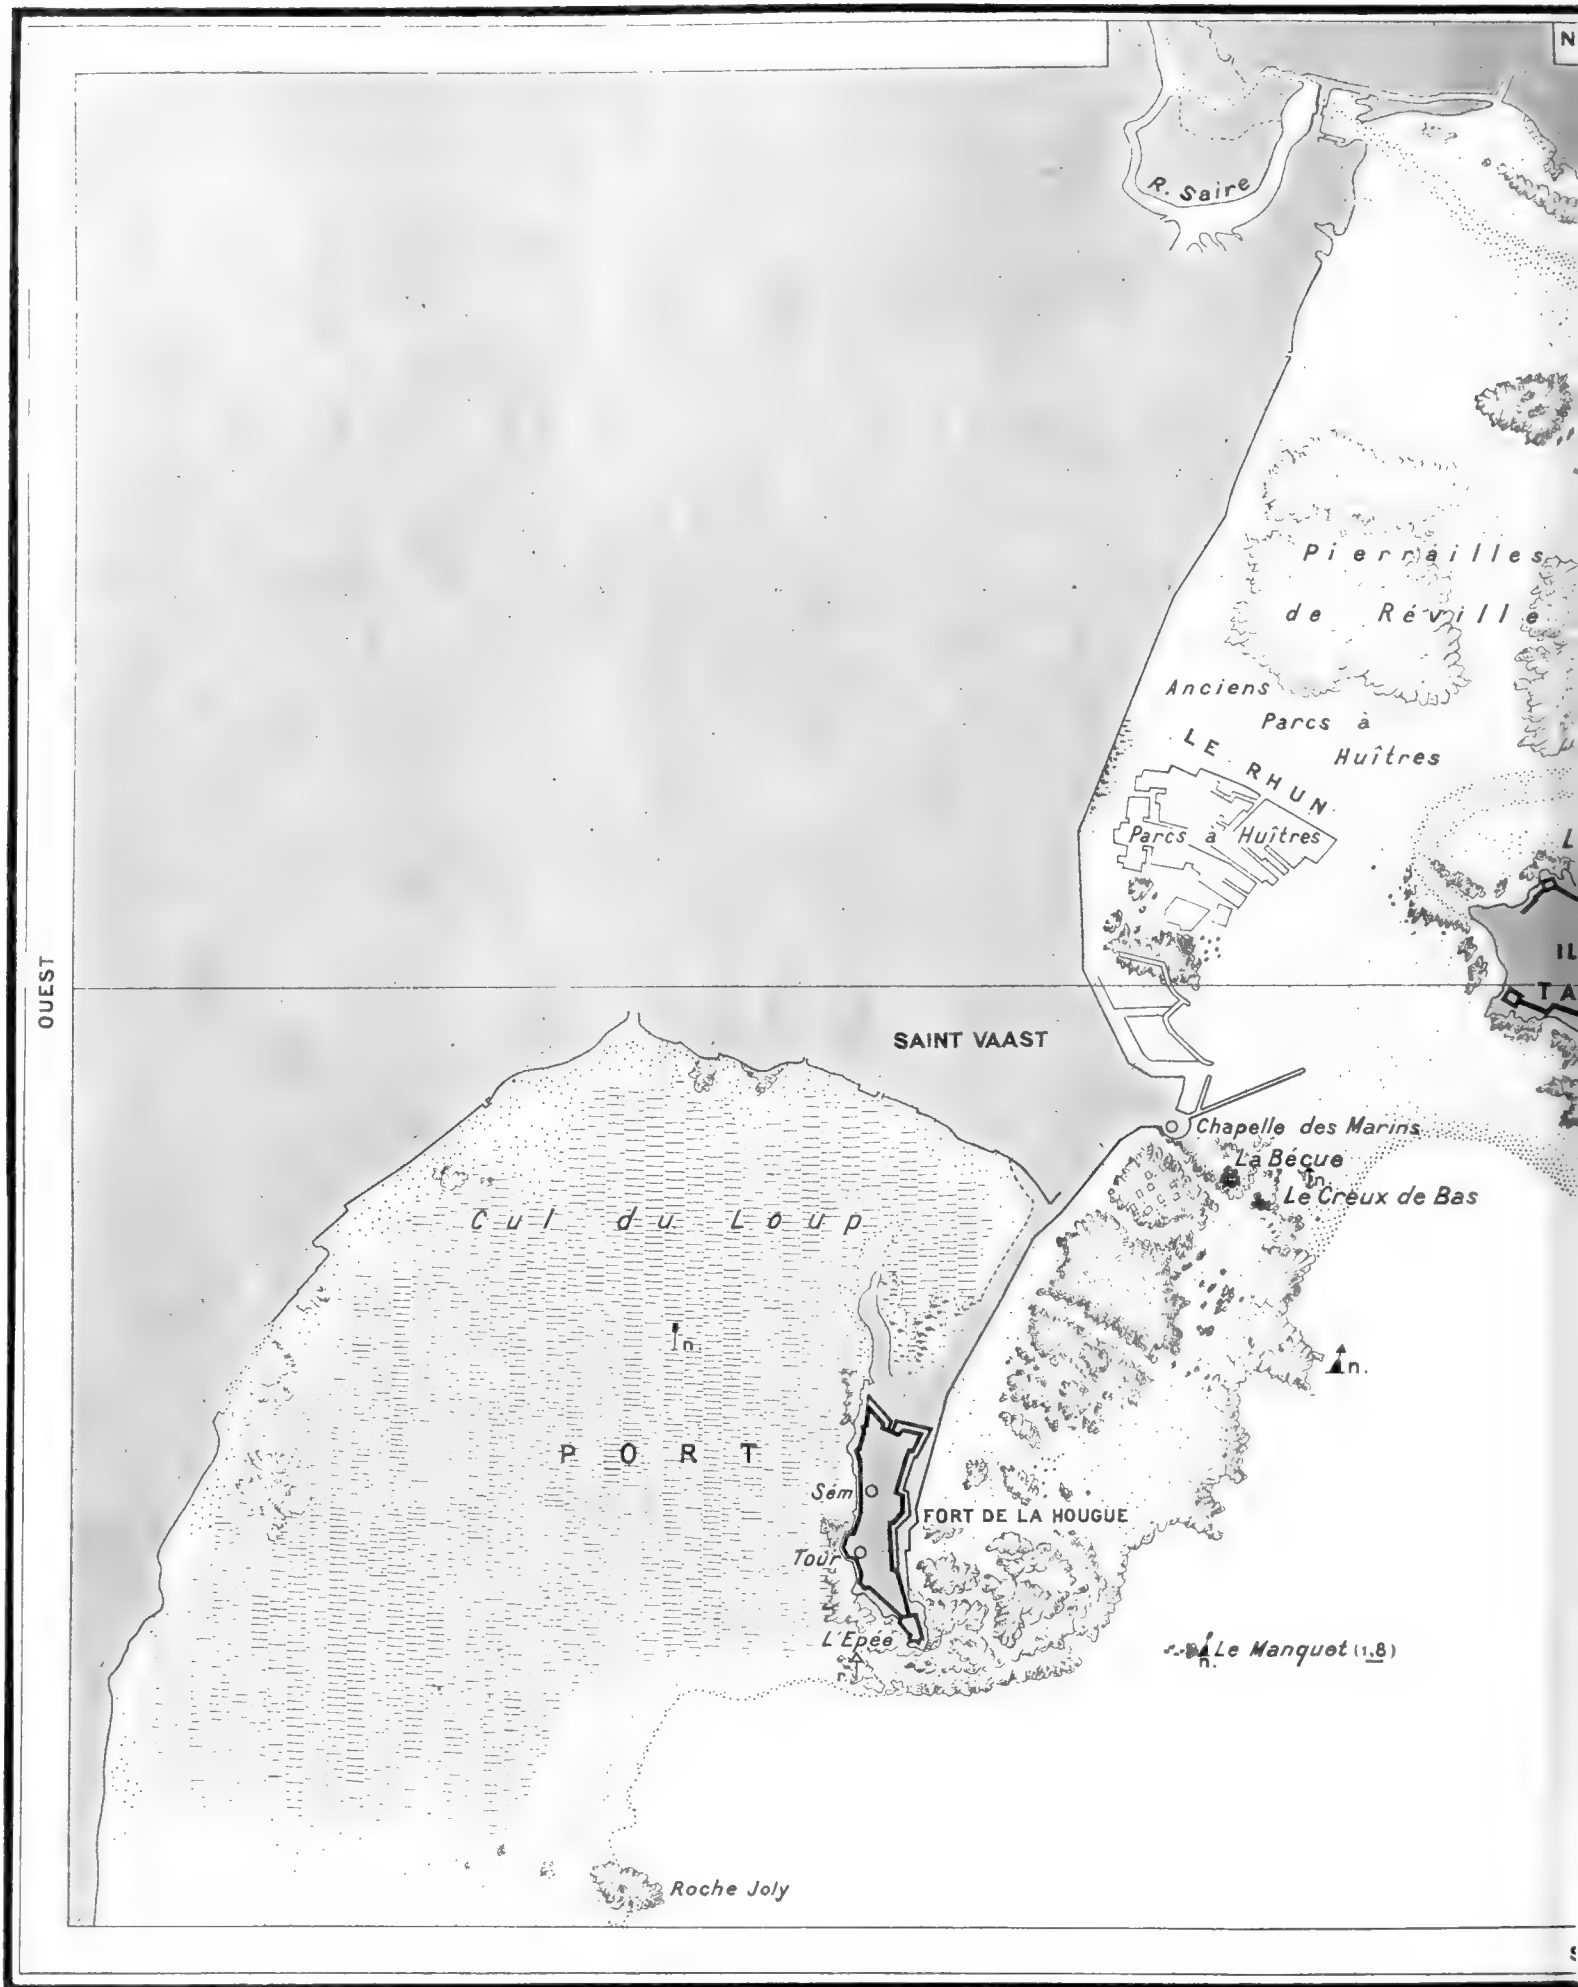 N
R. Saire
Pierrailles
de Réville
Anciens
Parcs à
Huîtres
LE RHUN
Parcs à Huîtres
L
IL
TA
OUEST
SAINT VAAST
Chapelle des Marins
La Bécue
n.
Le Creux de Bas
Cul du Loup
n.
n.
PORT
Sém
FORT DE LA HOUGUE
Tour
L'Epée
r.
Le Manquet (1,8)
n.
Roche Joly
S